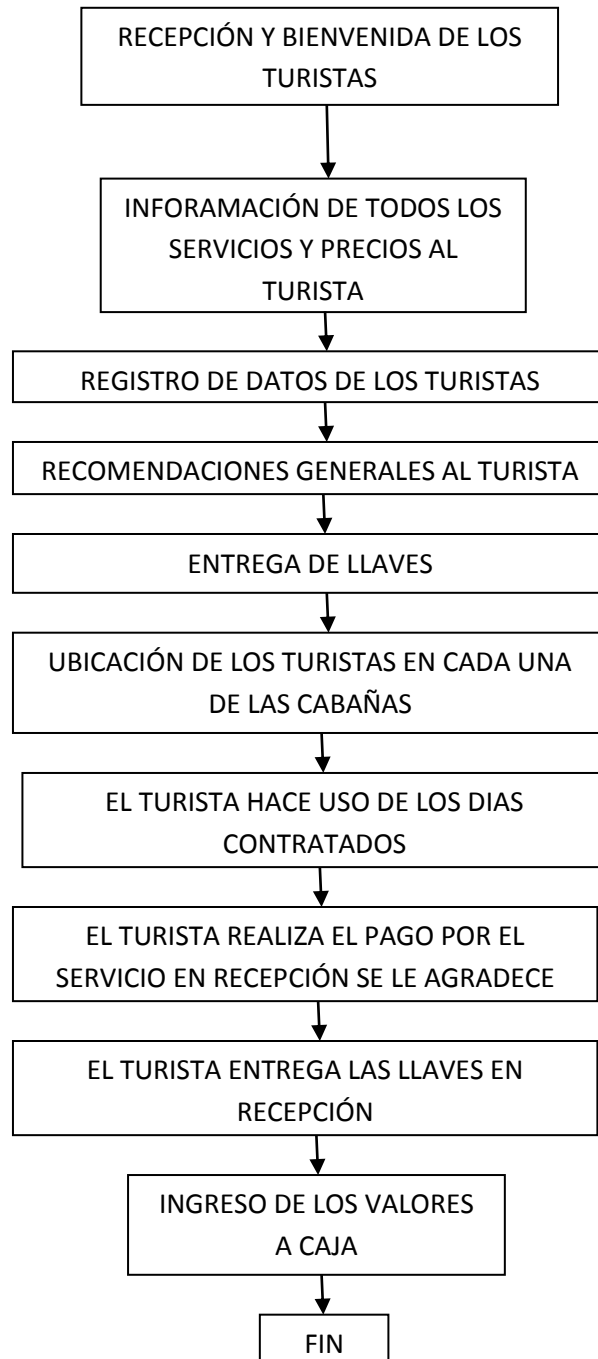 RECEPCIÓN Y BIENVENIDA DE LOS
TURISTAS
INFORAMACIÓN DE TODOS LOS
SERVICIOS Y PRECIOS AL
TURISTA
REGISTRO DE DATOS DE LOS TURISTAS
RECOMENDACIONES GENERALES AL TURISTA
ENTREGA DE LLAVES
UBICACIÓN DE LOS TURISTAS EN CADA UNA
DE LAS CABAÑAS
EL TURISTA HACE USO DE LOS DIAS
CONTRATADOS
EL TURISTA REALIZA EL PAGO POR EL
SERVICIO EN RECEPCIÓN SE LE AGRADECE
EL TURISTA ENTREGA LAS LLAVES EN
RECEPCIÓN
INGRESO DE LOS VALORES
A CAJA
FIN